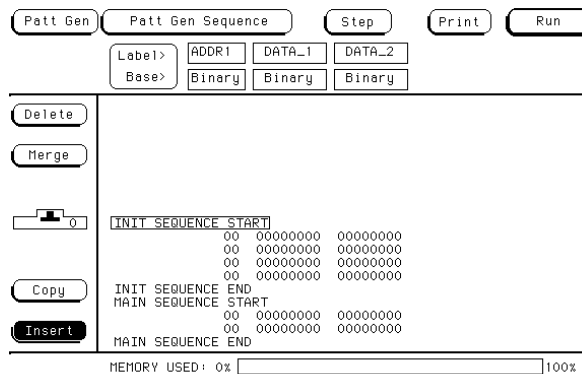 Patt Gen Patt Gen Sequence Step Print Run
Label> ADDR1 DATA_1 DATA_2
Base> Binary Binary Binary
Delete
Merge
0
INIT SEQUENCE START
00 00000000 00000000
00 00000000 00000000
00 00000000 00000000
00 00000000 00000000
Copy
INIT SEQUENCE END
MAIN SEQUENCE START
00 00000000 00000000
Insert
00 00000000 00000000
MAIN SEQUENCE END
MEMORY USED: 0% 100%